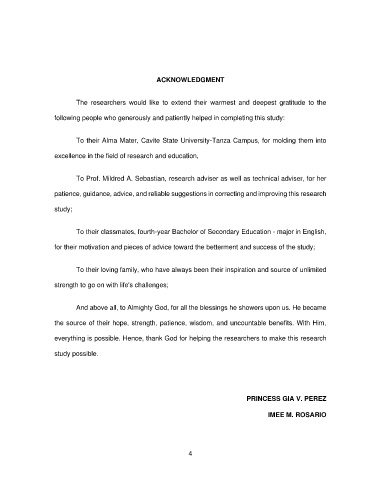 ACKNOWLEDGMENT
The researchers would like to extend their warmest and deepest gratitude to the
following people who generously and patiently helped in completing this study:
To their Alma Mater, Cavite State University-Tanza Campus, for molding them into
excellence in the field of research and education,
To Prof. Mildred A. Sebastian, research adviser as well as technical adviser, for her
patience, guidance, advice, and reliable suggestions in correcting and improving this research
study;
To their classmates, fourth-year Bachelor of Secondary Education - major in English,
for their motivation and pieces of advice toward the betterment and success of the study;
To their loving family, who have always been their inspiration and source of unlimited
strength to go on with life's challenges;
And above all, to Almighty God, for all the blessings he showers upon us. He became
the source of their hope, strength, patience, wisdom, and uncountable benefits. With Him,
everything is possible. Hence, thank God for helping the researchers to make this research
study possible.
PRINCESS GIA V. PEREZ
IMEE M. ROSARIO
4